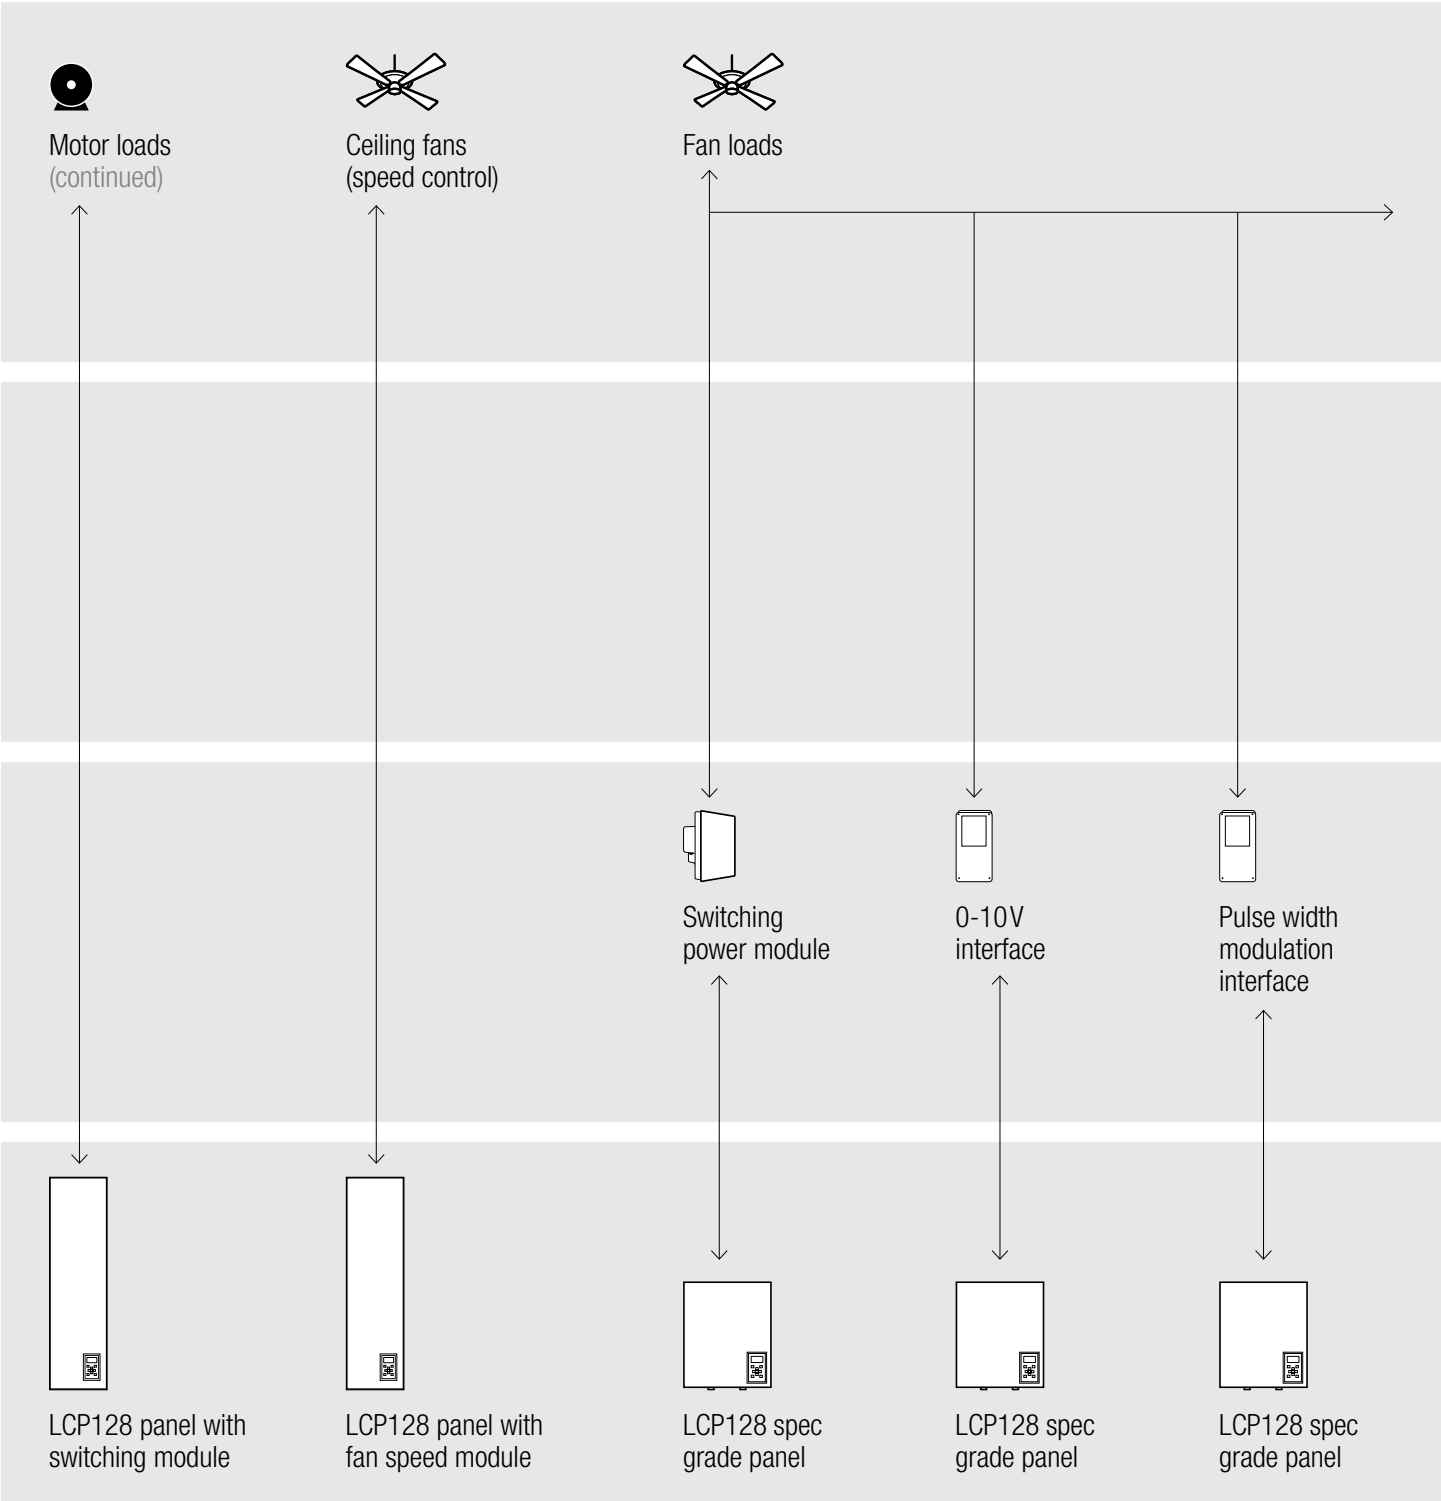 Motor loads
(continued)
Ceiling fans
(speed control)
Fan loads
Switching
power module
0-10V
interface
Pulse width
modulation
interface
LCP128 panel with
switching module
LCP128 panel with
fan speed module
LCP128 spec
grade panel
LCP128 spec
grade panel
LCP128 spec
grade panel